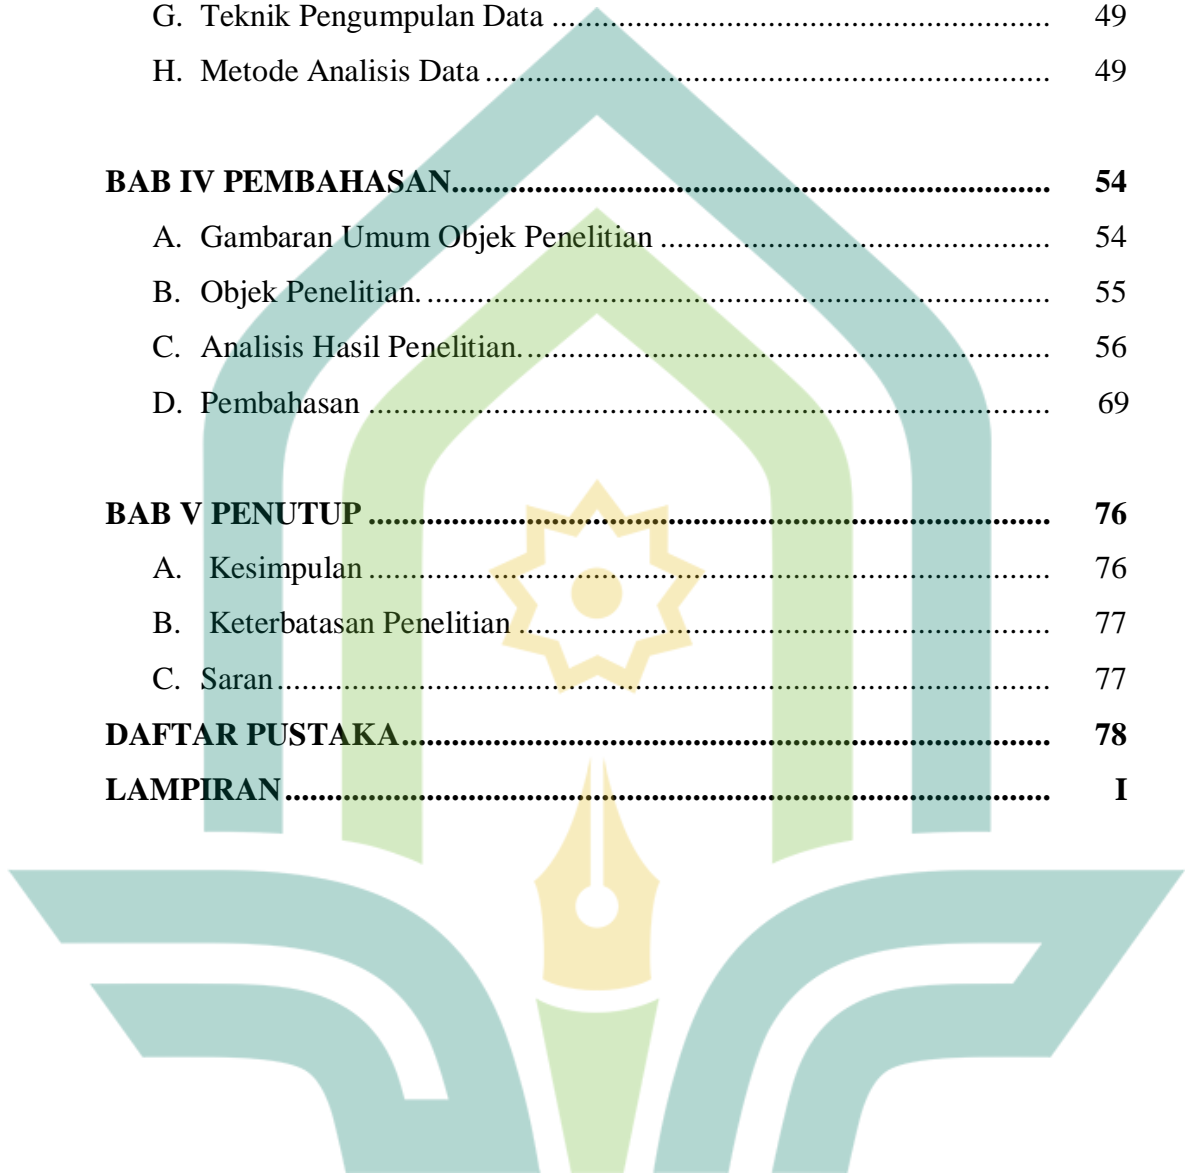 G. Teknik Pengumpulan Data ............................................................ 49
H. Metode Analisis Data .................................................................... 49
BAB IV PEMBAHASAN........................................................................ 54
A. Gambaran Umum Objek Penelitian ............................................... 54
B. Objek Penelitian. ........................................................................... 55
C. Analisis Hasil Penelitian. ............................................................... 56
D. Pembahasan .................................................................................. 69
BAB V PENUTUP .................................................................................. 76
A. Kesimpulan ................................................................................... 76
B. Keterbatasan Penelitian ................................................................ 77
C. Saran ............................................................................................. 77
DAFTAR PUSTAKA.............................................................................. 78
LAMPIRAN ............................................................................................ I